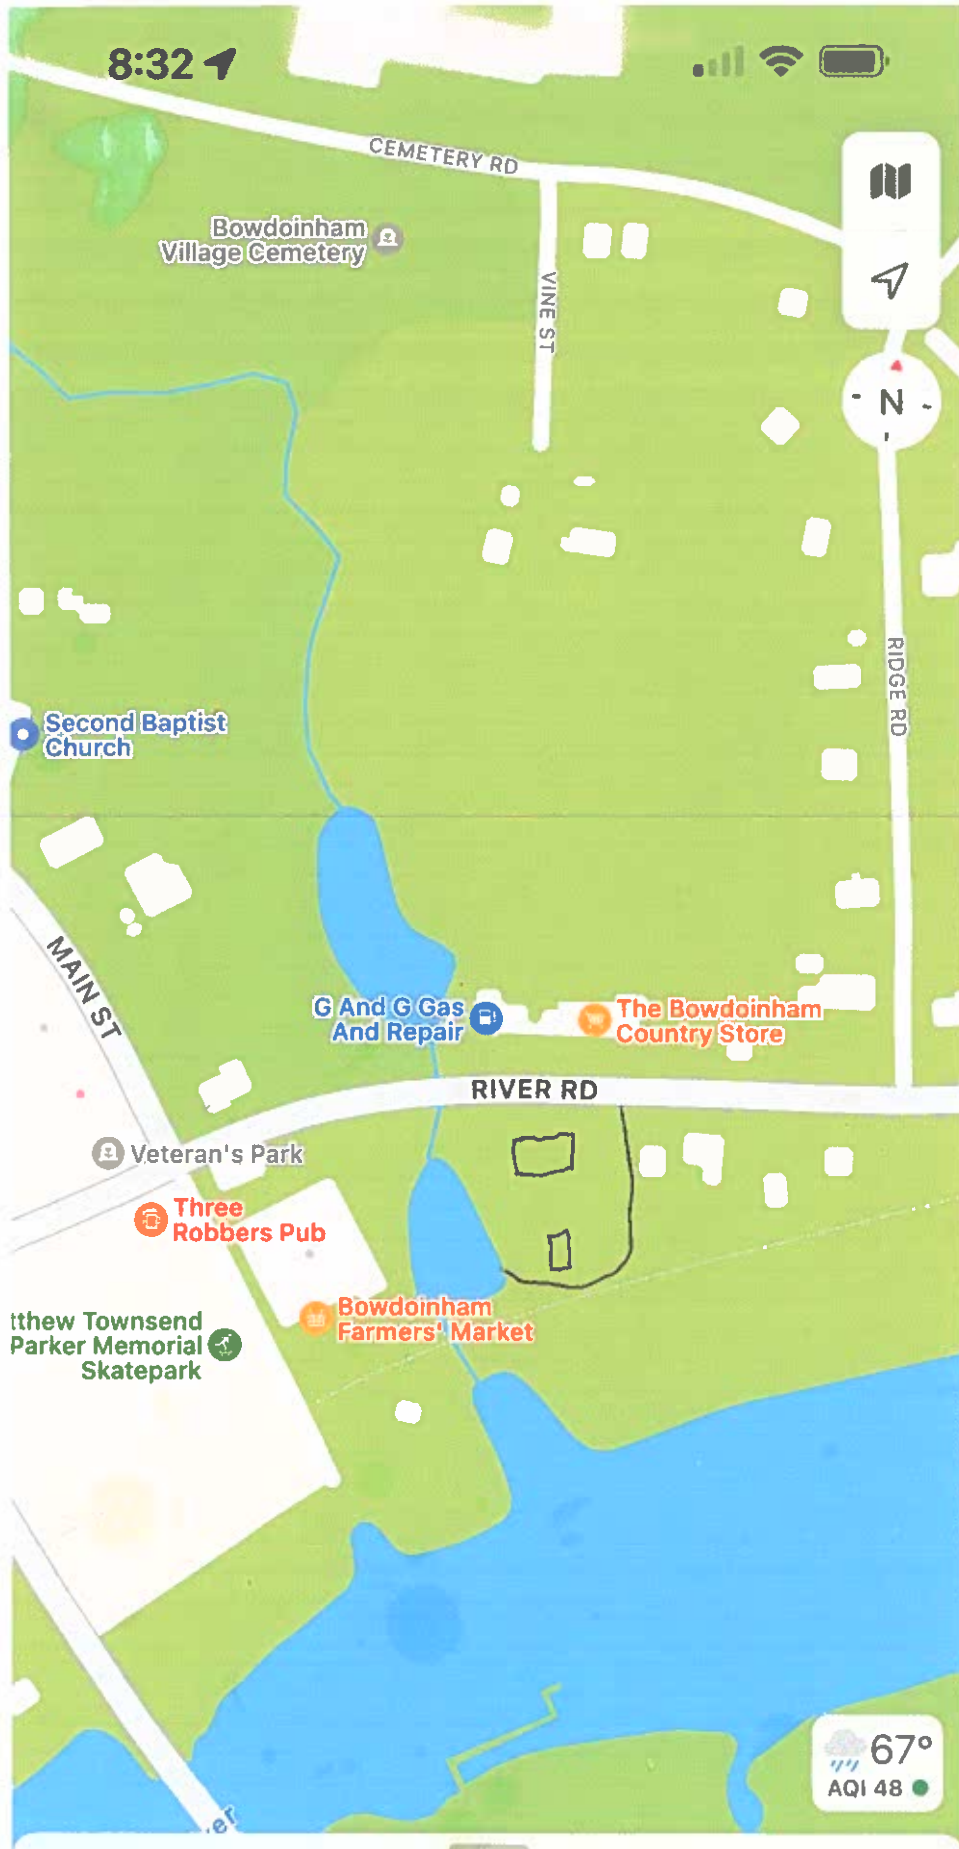 8:32
CEMETERY RD
Bowdoinham
Village Cemetery
VINE ST
N
RIDGE RD
Second Baptist
Church
MAIN ST
G And G Gas
And Repair
The Bowdoinham
Country Store
RIVER RD
Veteran's Park
Three
Robbers Pub
Bowdoinham
Farmers' Market
tthew Townsend
Parker Memorial
Skatepark
67°
AQI 48
er